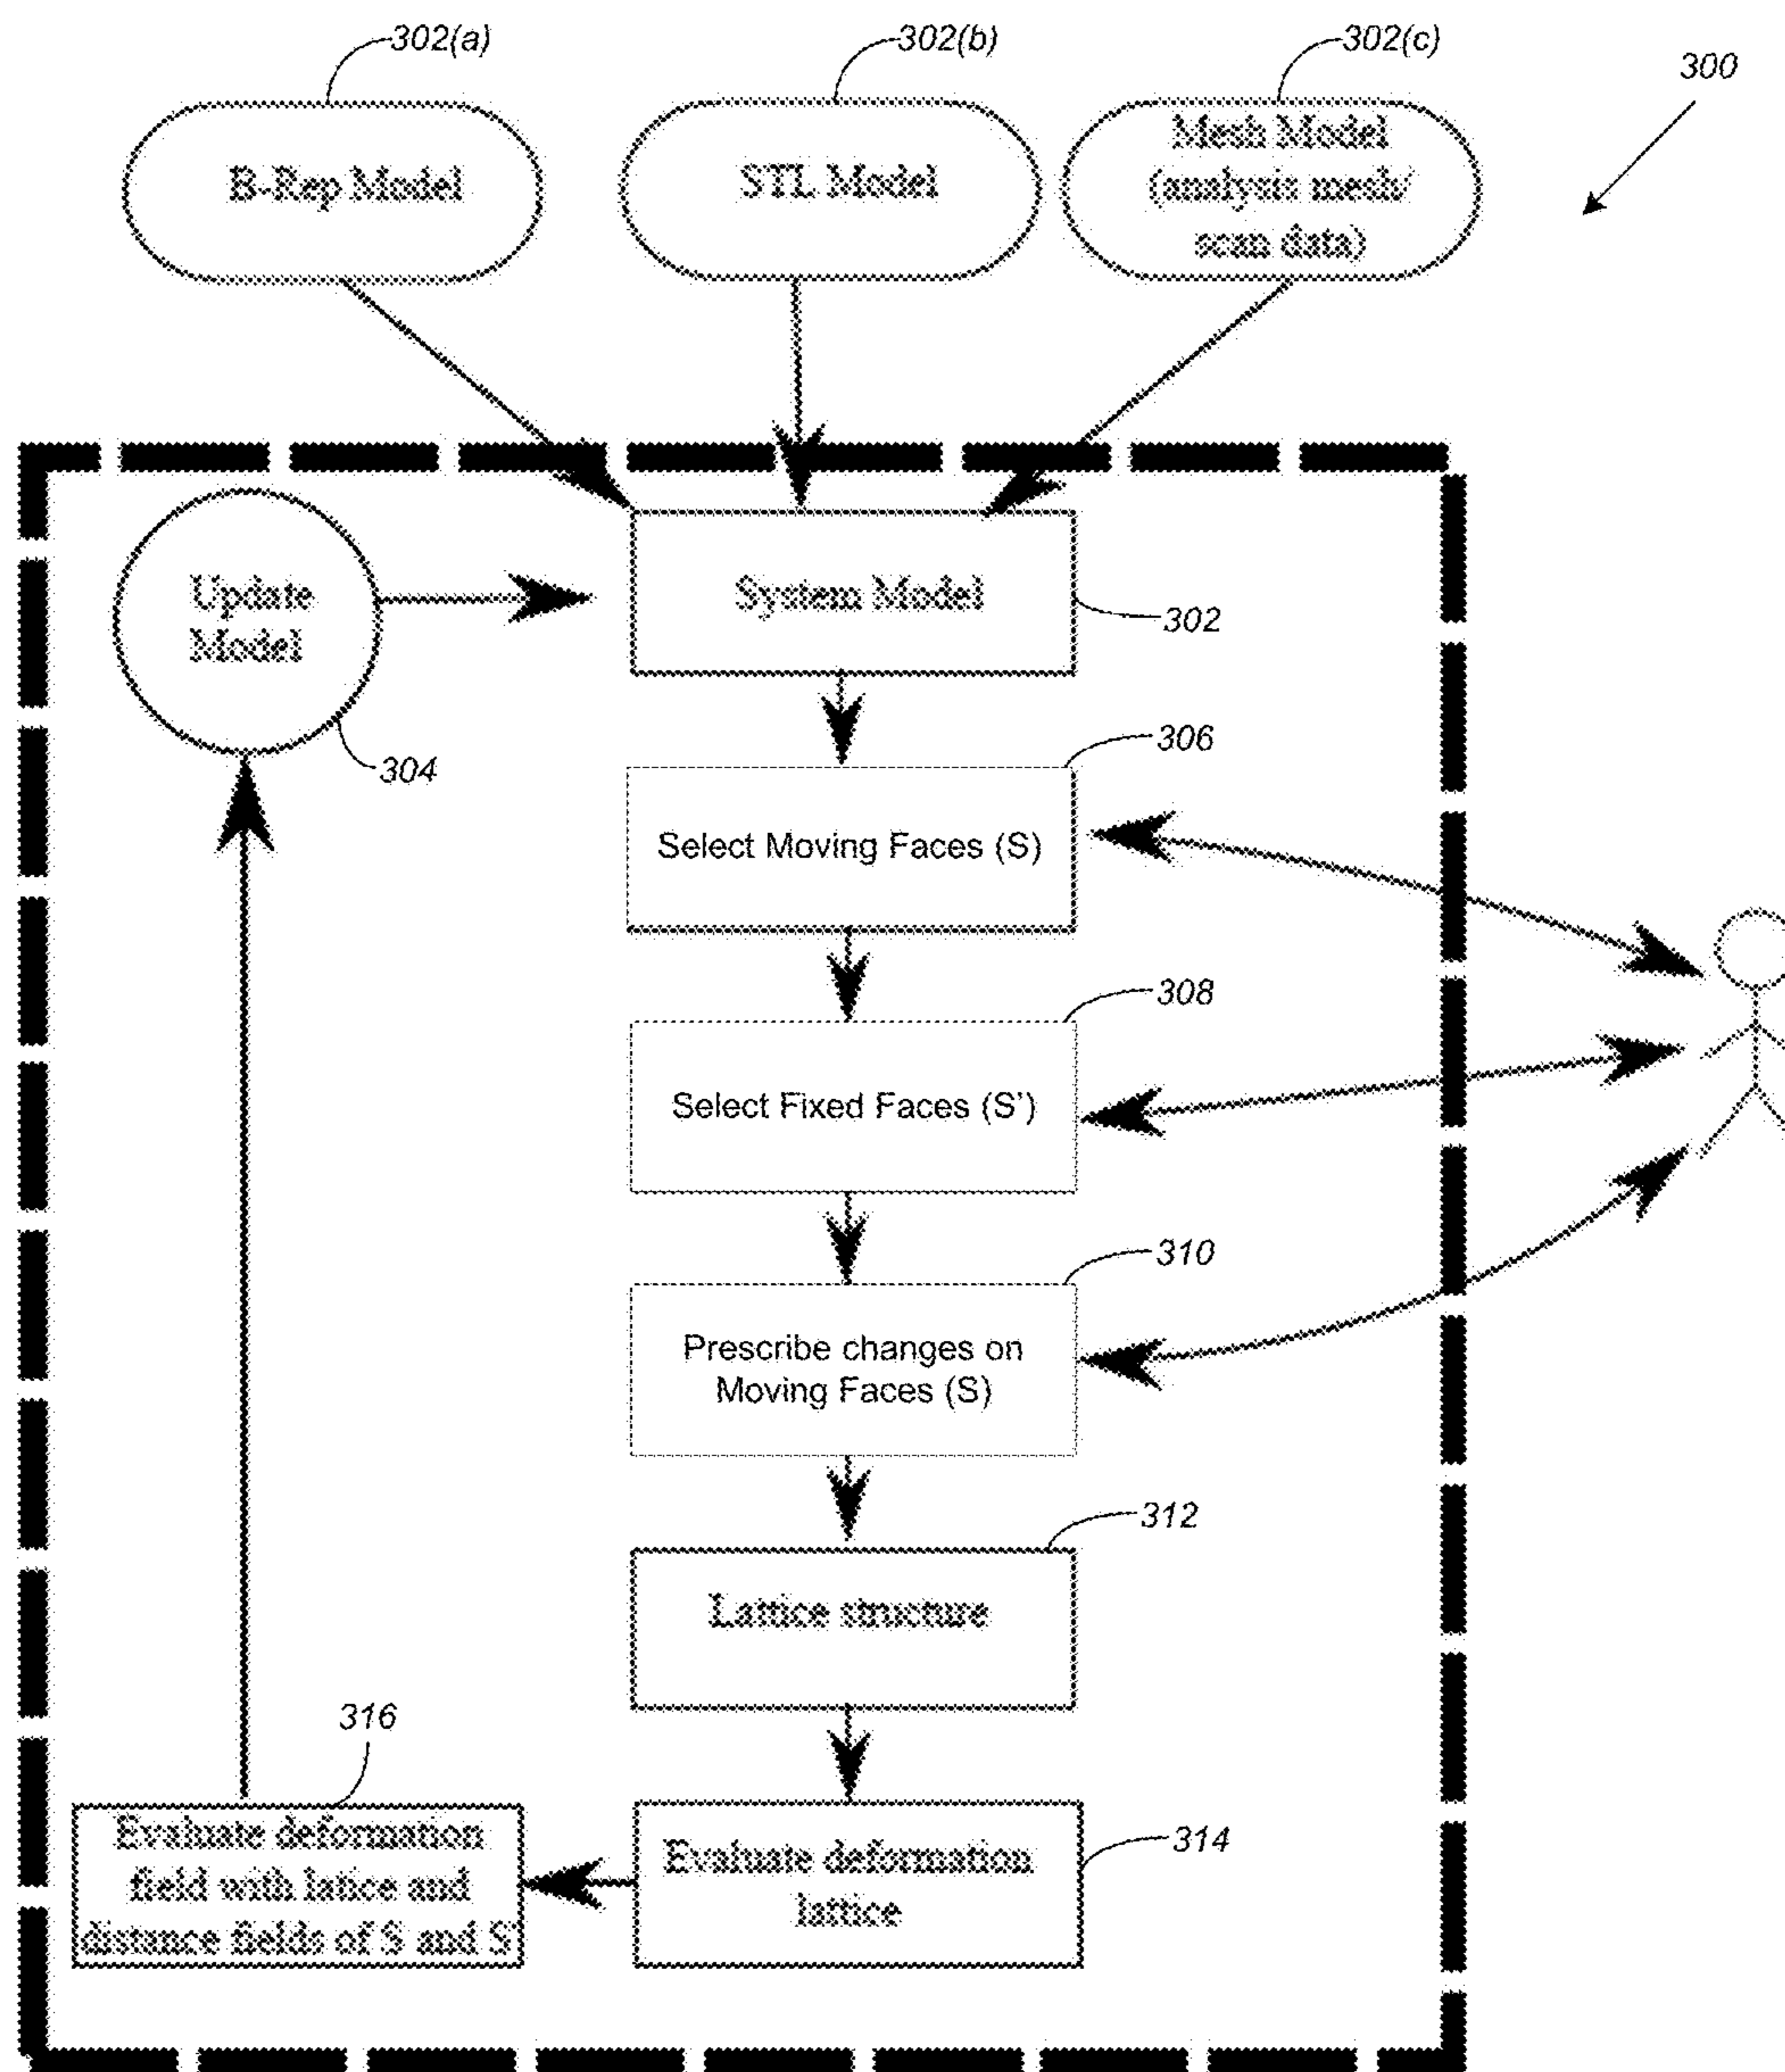 302(a)
302(b)
302(c)
300
B-Rep Model
STL Model
Mesh Model
(analysis mesh/
scan data)
Update
Model
304
System Model
302
306
Select Moving Faces (S)
308
Select Fixed Faces (S')
310
Prescribe changes on
Moving Faces (S)
312
Lattice structure
316
Evaluate deformation
field with latice and
distance fields of S and S'
Evaluate deformation
lattice
314